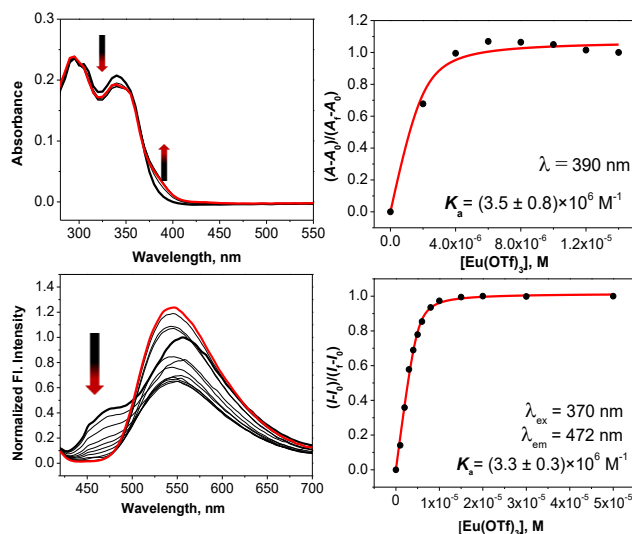 0.3
0.2
0.1
0.0
Absorbance
300 350 400 450 500 550
Wavelength, nm
1.2
1.0
0.8
0.6
0.4
0.2
0.0
(A-A₀)/(A_f-A₀)
λ = 390 nm
Kₐ = (3.5 ± 0.8)×10⁶ M⁻¹
0.0 4.0x10⁻⁶ 8.0x10⁻⁶ 1.2x10⁻⁵
[Eu(OTf)₃], M
1.4
1.2
1.0
0.8
0.6
0.4
0.2
0.0
Normalized Fl. Intensity
450 500 550 600 650 700
Wavelength, nm
1.0
0.8
0.6
0.4
0.2
0.0
(I-I₀)/(I_f-I₀)
λₑₓ = 370 nm
λₑₘ = 472 nm
Kₐ = (3.3 ± 0.3)×10⁶ M⁻¹
0 1x10⁻⁵ 2x10⁻⁵ 3x10⁻⁵ 4x10⁻⁵ 5x10⁻⁵
[Eu(OTf)₃], M